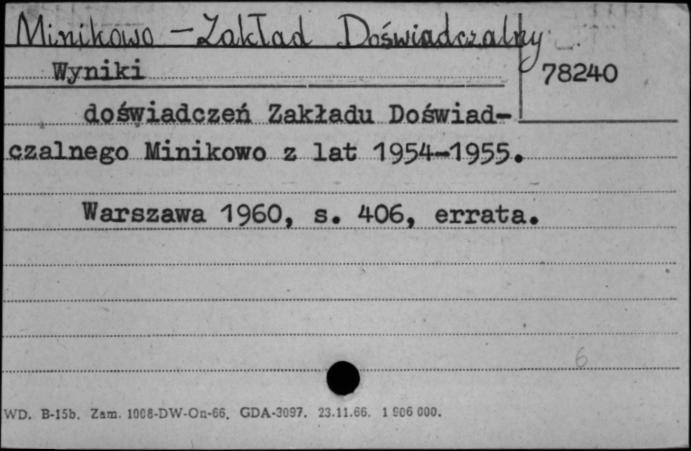 Minikowo - Zakład Doświadczalny
Wyniki
78240
doświadczeń Zakładu Doświad-
czalnego Minikowo z lat 1954-1955.
Warszawa 1960, s. 406, errata.
6
WD. B-15b. Zam. 1008-DW-On-66. GDA-3097. 23.11.66. 1 906 000.